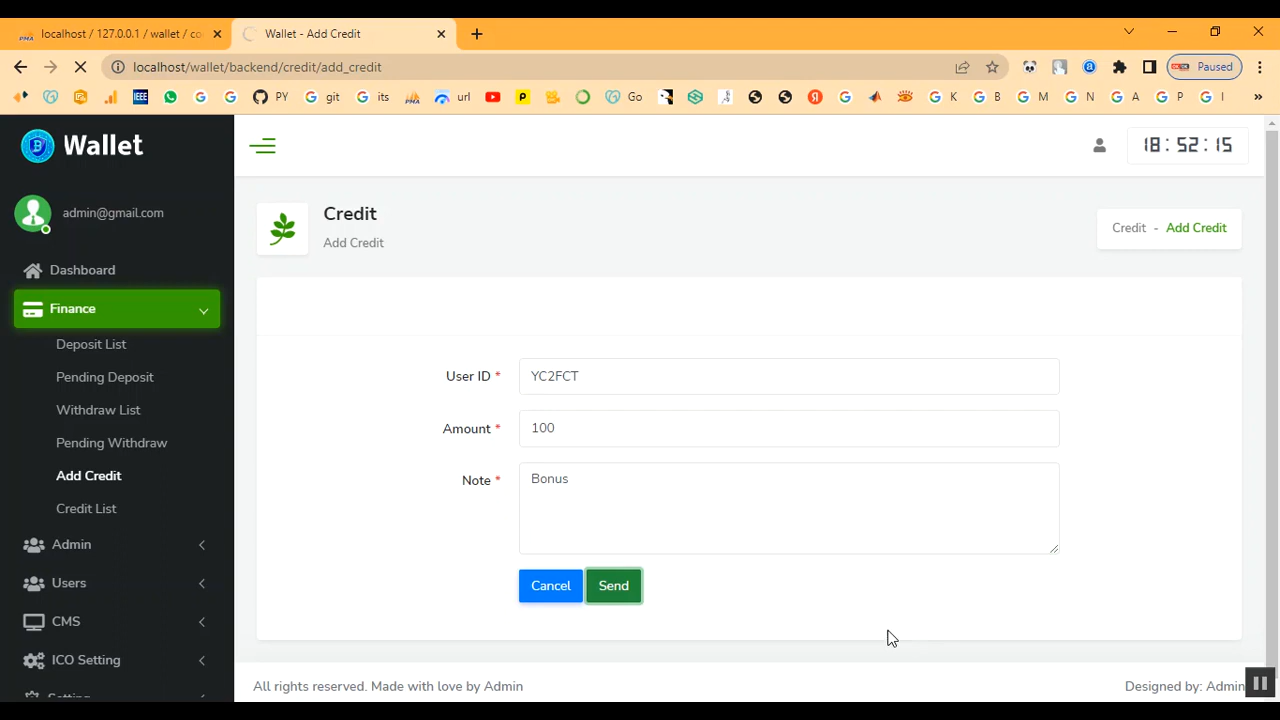 localhost / 127.0.0.1 / wallet / co
Wallet - Add Credit
localhost/wallet/backend/credit/add_credit
Paused
PY
git
its
url
Go
K
B
M
N
A
P
I
»
Wallet
18:52:15
admin@gmail.com
Credit
Add Credit
Credit - Add Credit
Dashboard
Finance
Deposit List
Pending Deposit
Withdraw List
Pending Withdraw
Add Credit
Credit List
Admin
Users
CMS
ICO Setting
Setting
User ID *
YC2FCT
Amount *
100
Note *
Bonus
Cancel
Send
All rights reserved. Made with love by Admin
Designed by: Admin